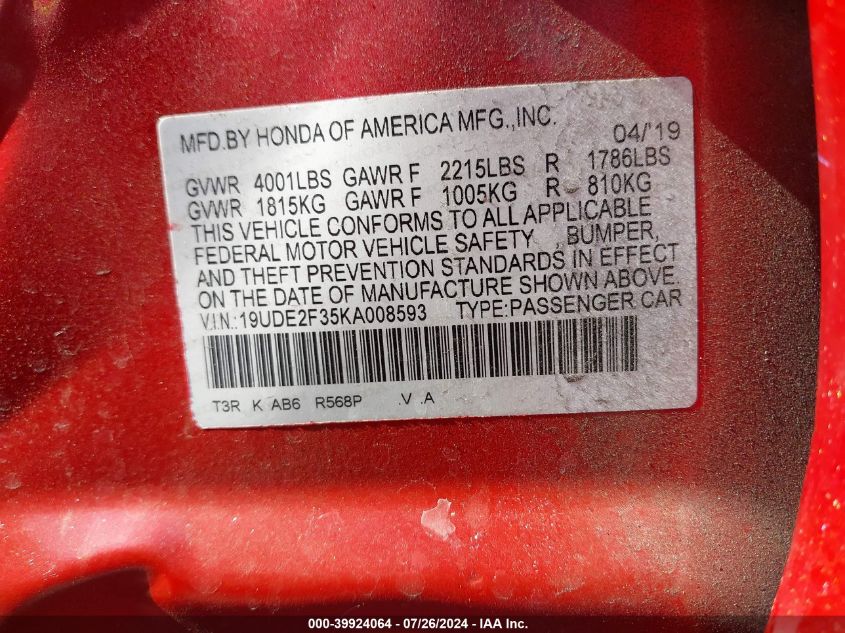 MFD.BY HONDA OF AMERICA MFG.,INC. 04/'19
GVWR 4001LBS GAWR F 2215LBS R 1786LBS
GVWR 1815KG GAWR F 1005KG R 810KG
THIS VEHICLE CONFORMS TO ALL APPLICABLE
FEDERAL MOTOR VEHICLE SAFETY , BUMPER,
AND THEFT PREVENTION STANDARDS IN EFFECT
ON THE DATE OF MANUFACTURE SHOWN ABOVE.
V.I.N.:19UDE2F35KA008593 TYPE:PASSENGER CAR
T3R K AB6 R568P .V .A
000-39924064 - 07/26/2024 - IAA Inc.